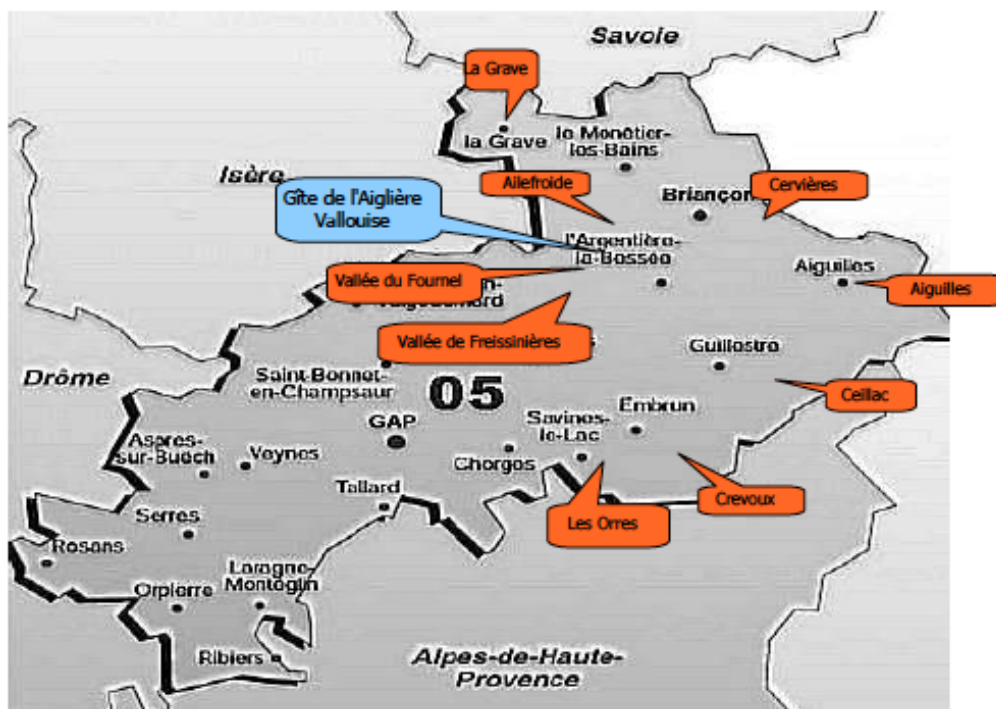 Savoie
La Grave
la Grave
le Monêtier-
les-Bains
Isère
Ailefroide
Cervières
Gîte de l'Aiglière
Vallouise
Briançon
l'Argentière-
la-Bessée
Aiguilles
Vallée du Fournel
Aiguilles
Vallée de Freissinières
Guillestre
Drôme
Saint-Bonnet-
en-Champsaur
05
Ceillac
Embrun
Savines-
le-Lac
GAP
Aspres-
sur-Buëch
Veynes
Chorges
Tallard
Crevoux
Les Orres
Serres
Rosans
Laragne-
Montéglin
Orpierre
Ribiers
Alpes-de-Haute-
Provence